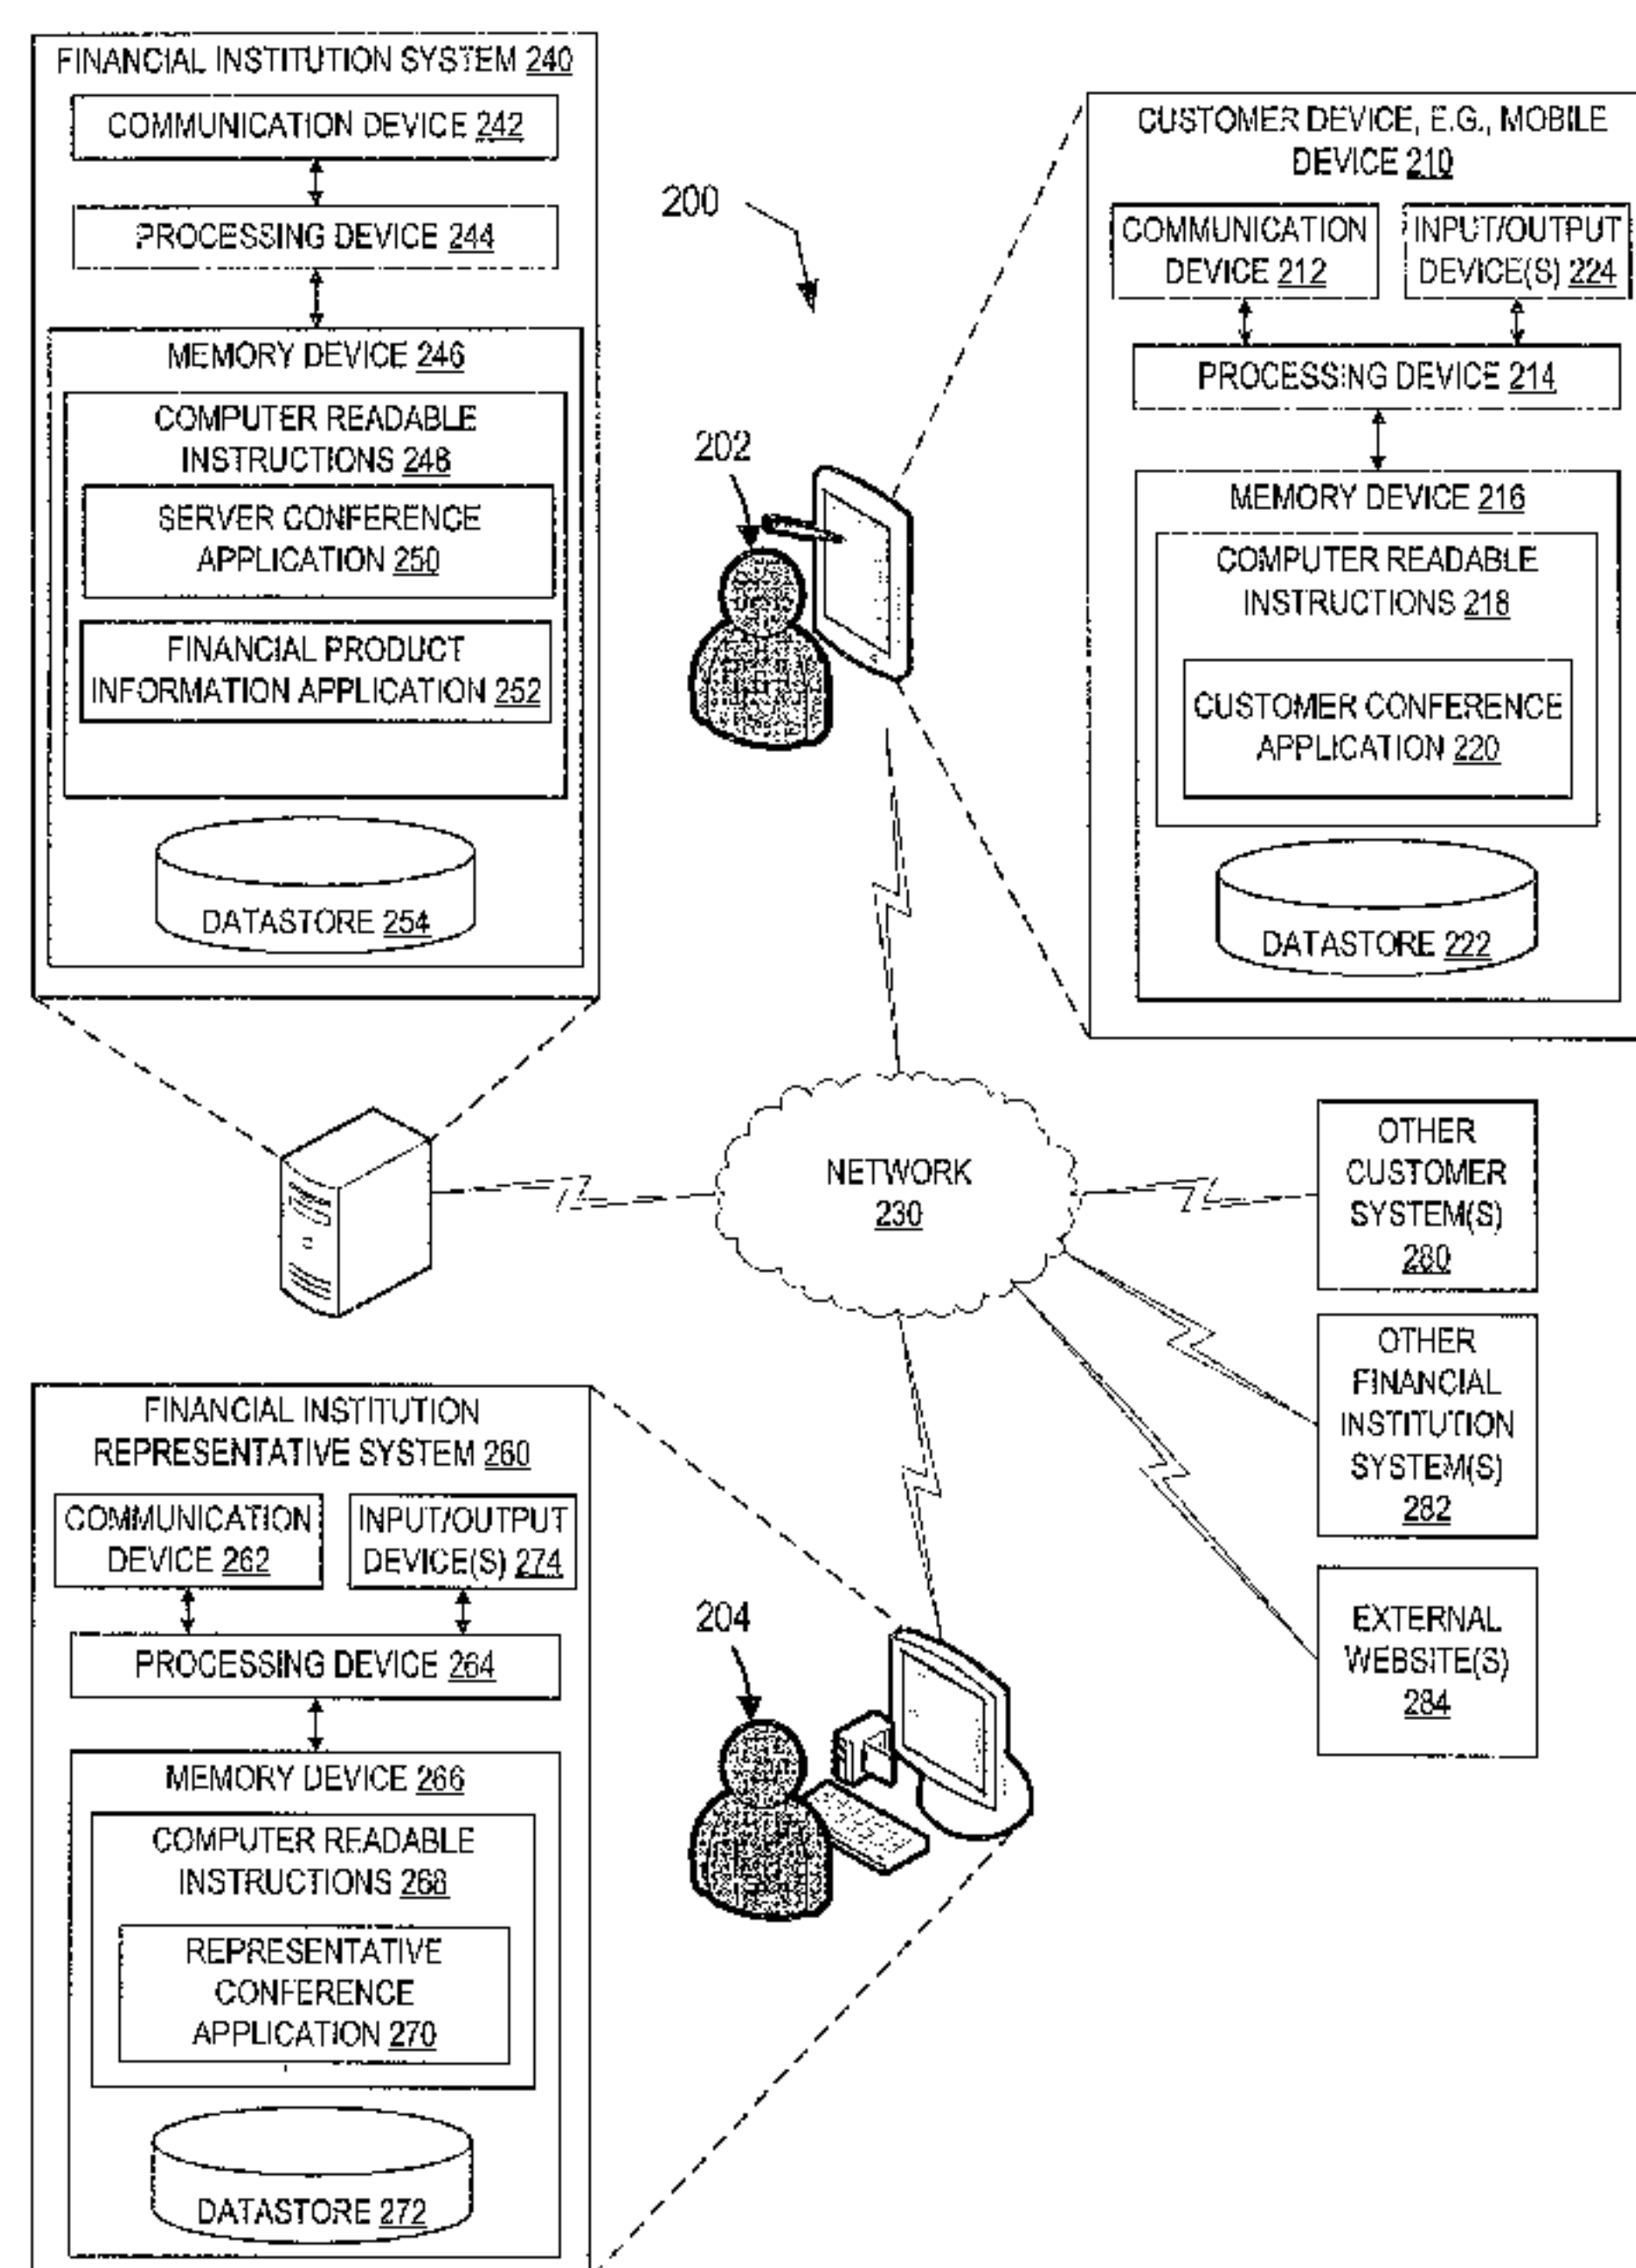 FINANCIAL INSTITUTION SYSTEM 240
COMMUNICATION DEVICE 242
PROCESSING DEVICE 244
MEMORY DEVICE 246
COMPUTER READABLE
INSTRUCTIONS 248
SERVER CONFERENCE
APPLICATION 250
FINANCIAL PRODUCT
INFORMATION APPLICATION 252
DATASTORE 254
200
202
CUSTOMER DEVICE, E.G., MOBILE
DEVICE 210
COMMUNICATION
DEVICE 212
INPUT/OUTPUT
DEVICE(S) 224
PROCESSING DEVICE 214
MEMORY DEVICE 216
COMPUTER READABLE
INSTRUCTIONS 218
CUSTOMER CONFERENCE
APPLICATION 220
DATASTORE 222
NETWORK
230
OTHER
CUSTOMER
SYSTEM(S)
280
OTHER
FINANCIAL
INSTITUTION
SYSTEM(S)
282
EXTERNAL
WEBSITE(S)
284
FINANCIAL INSTITUTION
REPRESENTATIVE SYSTEM 260
COMMUNICATION
DEVICE 262
INPUT/OUTPUT
DEVICE(S) 274
PROCESSING DEVICE 264
MEMORY DEVICE 266
COMPUTER READABLE
INSTRUCTIONS 268
REPRESENTATIVE
CONFERENCE
APPLICATION 270
DATASTORE 272
204